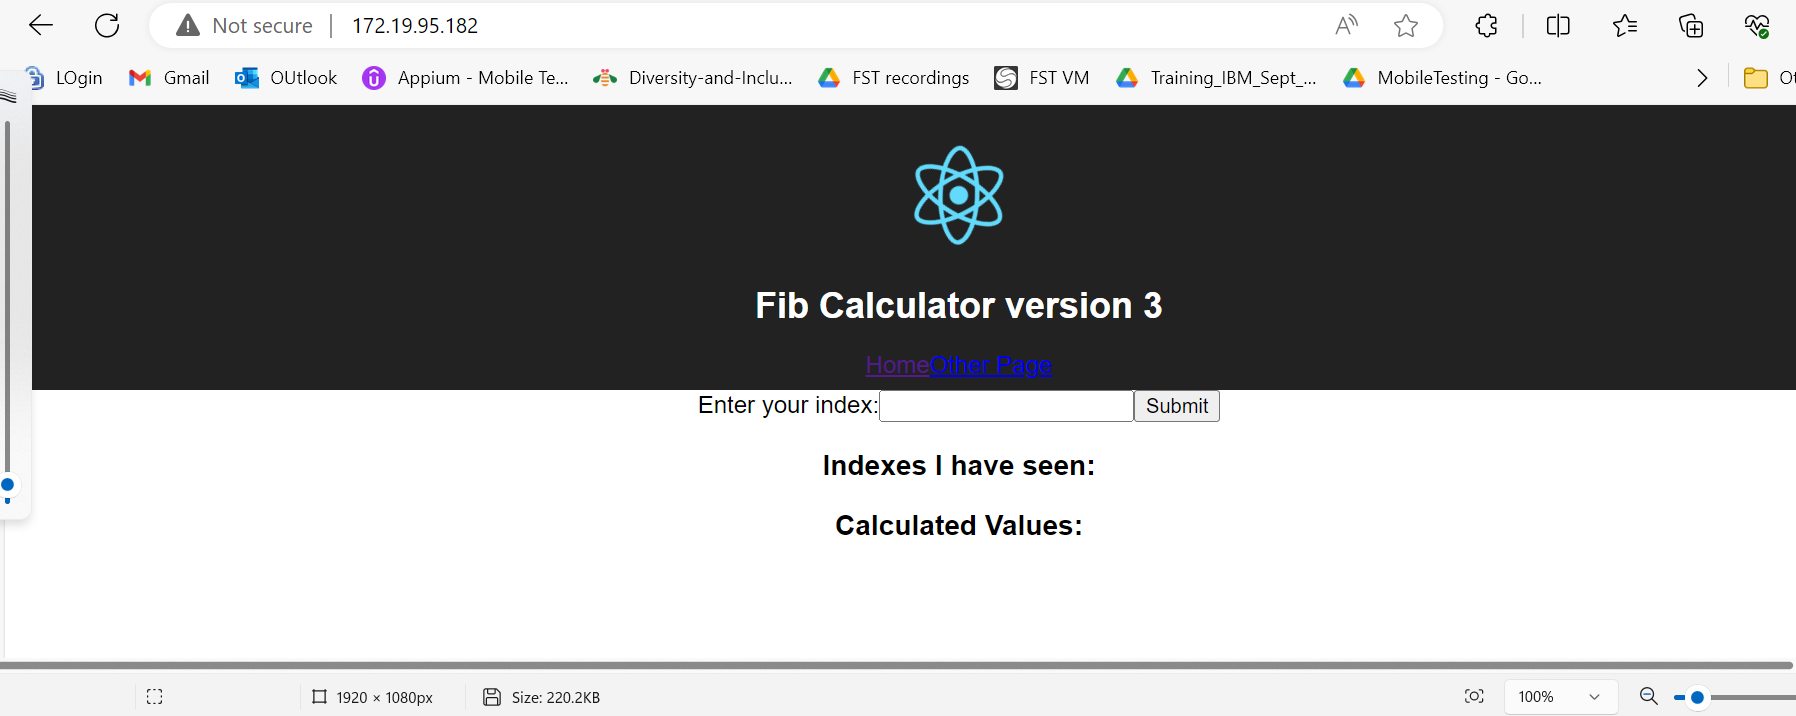 Not secure 172.19.95.182
LOgin Gmail OUtlook Appium - Mobile Te... Diversity-and-Inclu... FST recordings FST VM Training_IBM_Sept_... MobileTesting - Go...
Fib Calculator version 3
HomeOther Page
Enter your index: Submit
Indexes I have seen:
Calculated Values:
1920 × 1080px Size: 220.2KB 100%